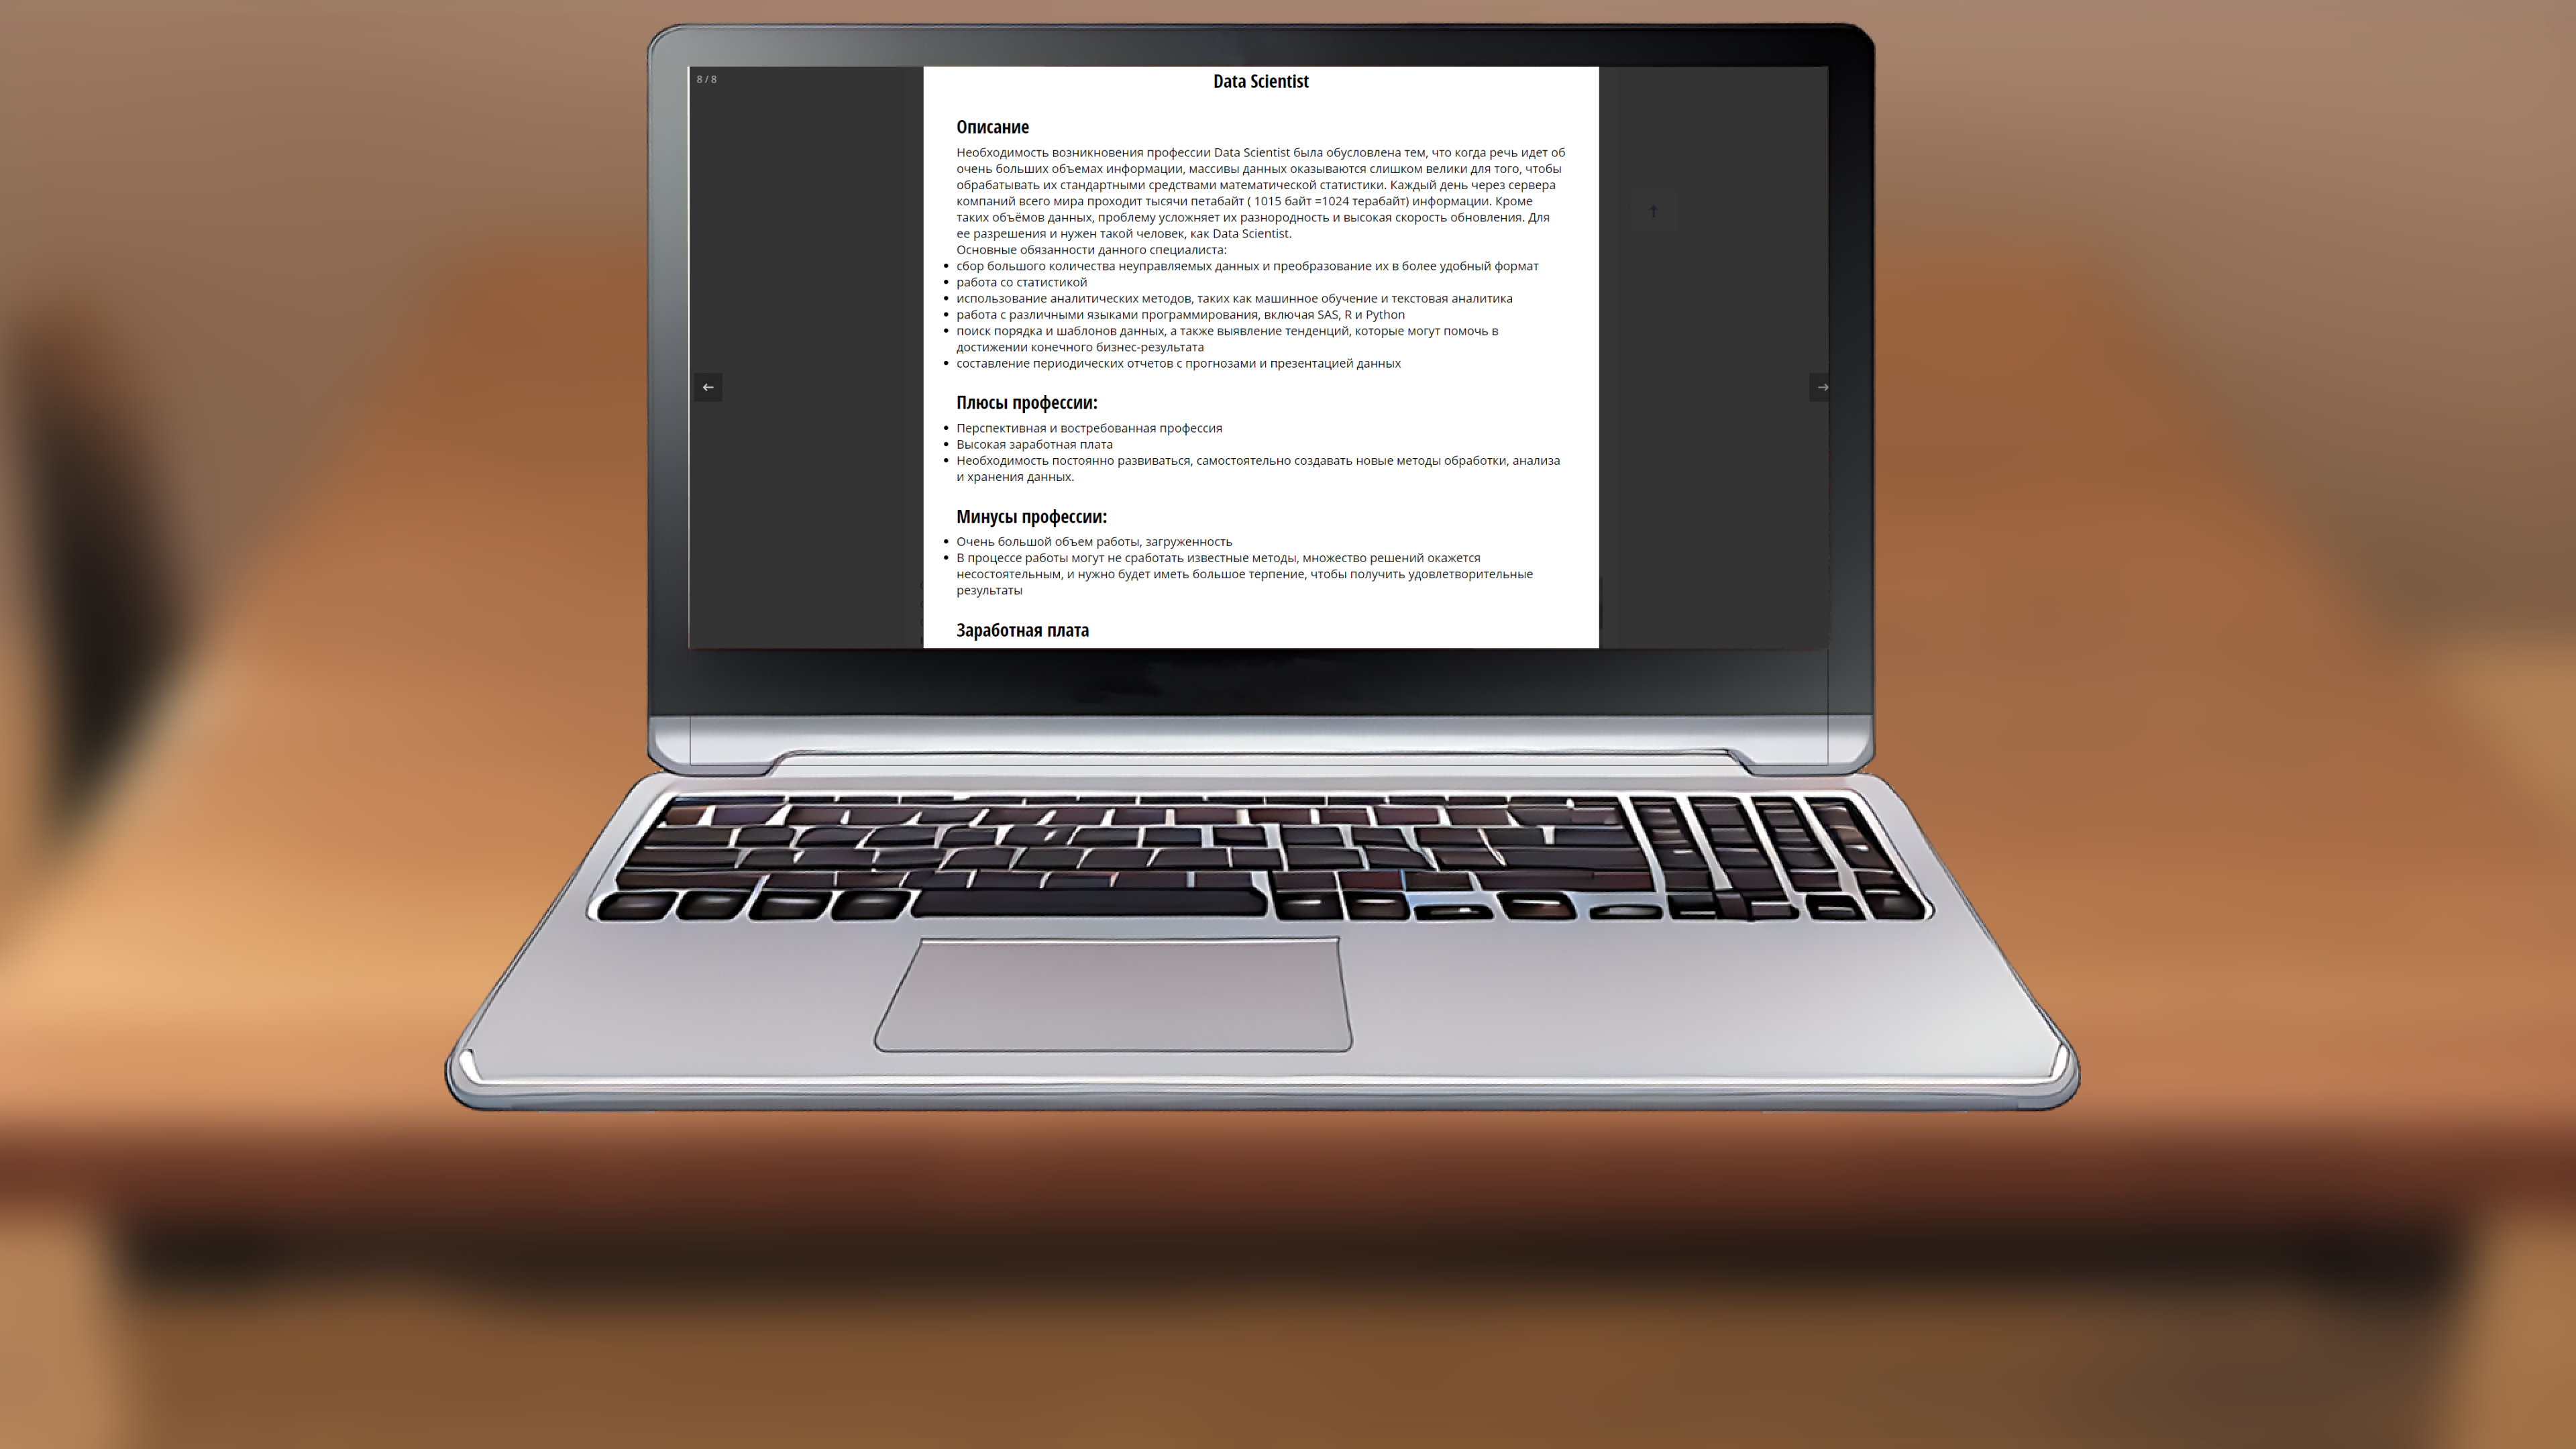 8 / 8
Data Scientist
Описание
Необходимость возникновения профессии Data Scientist была обусловлена тем, что когда речь идет об
очень больших объемах информации, массивы данных оказываются слишком велики для того, чтобы
обрабатывать их стандартными средствами математической статистики. Каждый день через сервера
компаний всего мира проходит тысячи петабайт ( 1015 байт =1024 терабайт) информации. Кроме
таких объёмов данных, проблему усложняет их разнородность и высокая скорость обновления. Для
ее разрешения и нужен такой человек, как Data Scientist.
Основные обязанности данного специалиста:
• сбор большого количества неуправляемых данных и преобразование их в более удобный формат
• работа со статистикой
• использование аналитических методов, таких как машинное обучение и текстовая аналитика
• работа с различными языками программирования, включая SAS, R и Python
• поиск порядка и шаблонов данных, а также выявление тенденций, которые могут помочь в
достижении конечного бизнес-результата
• составление периодических отчетов с прогнозами и презентацией данных
Плюсы профессии:
• Перспективная и востребованная профессия
• Высокая заработная плата
• Необходимость постоянно развиваться, самостоятельно создавать новые методы обработки, анализа
и хранения данных.
Минусы профессии:
• Очень большой объем работы, загруженность
• В процессе работы могут не сработать известные методы, множество решений окажется
несостоятельным, и нужно будет иметь большое терпение, чтобы получить удовлетворительные
результаты
Заработная плата